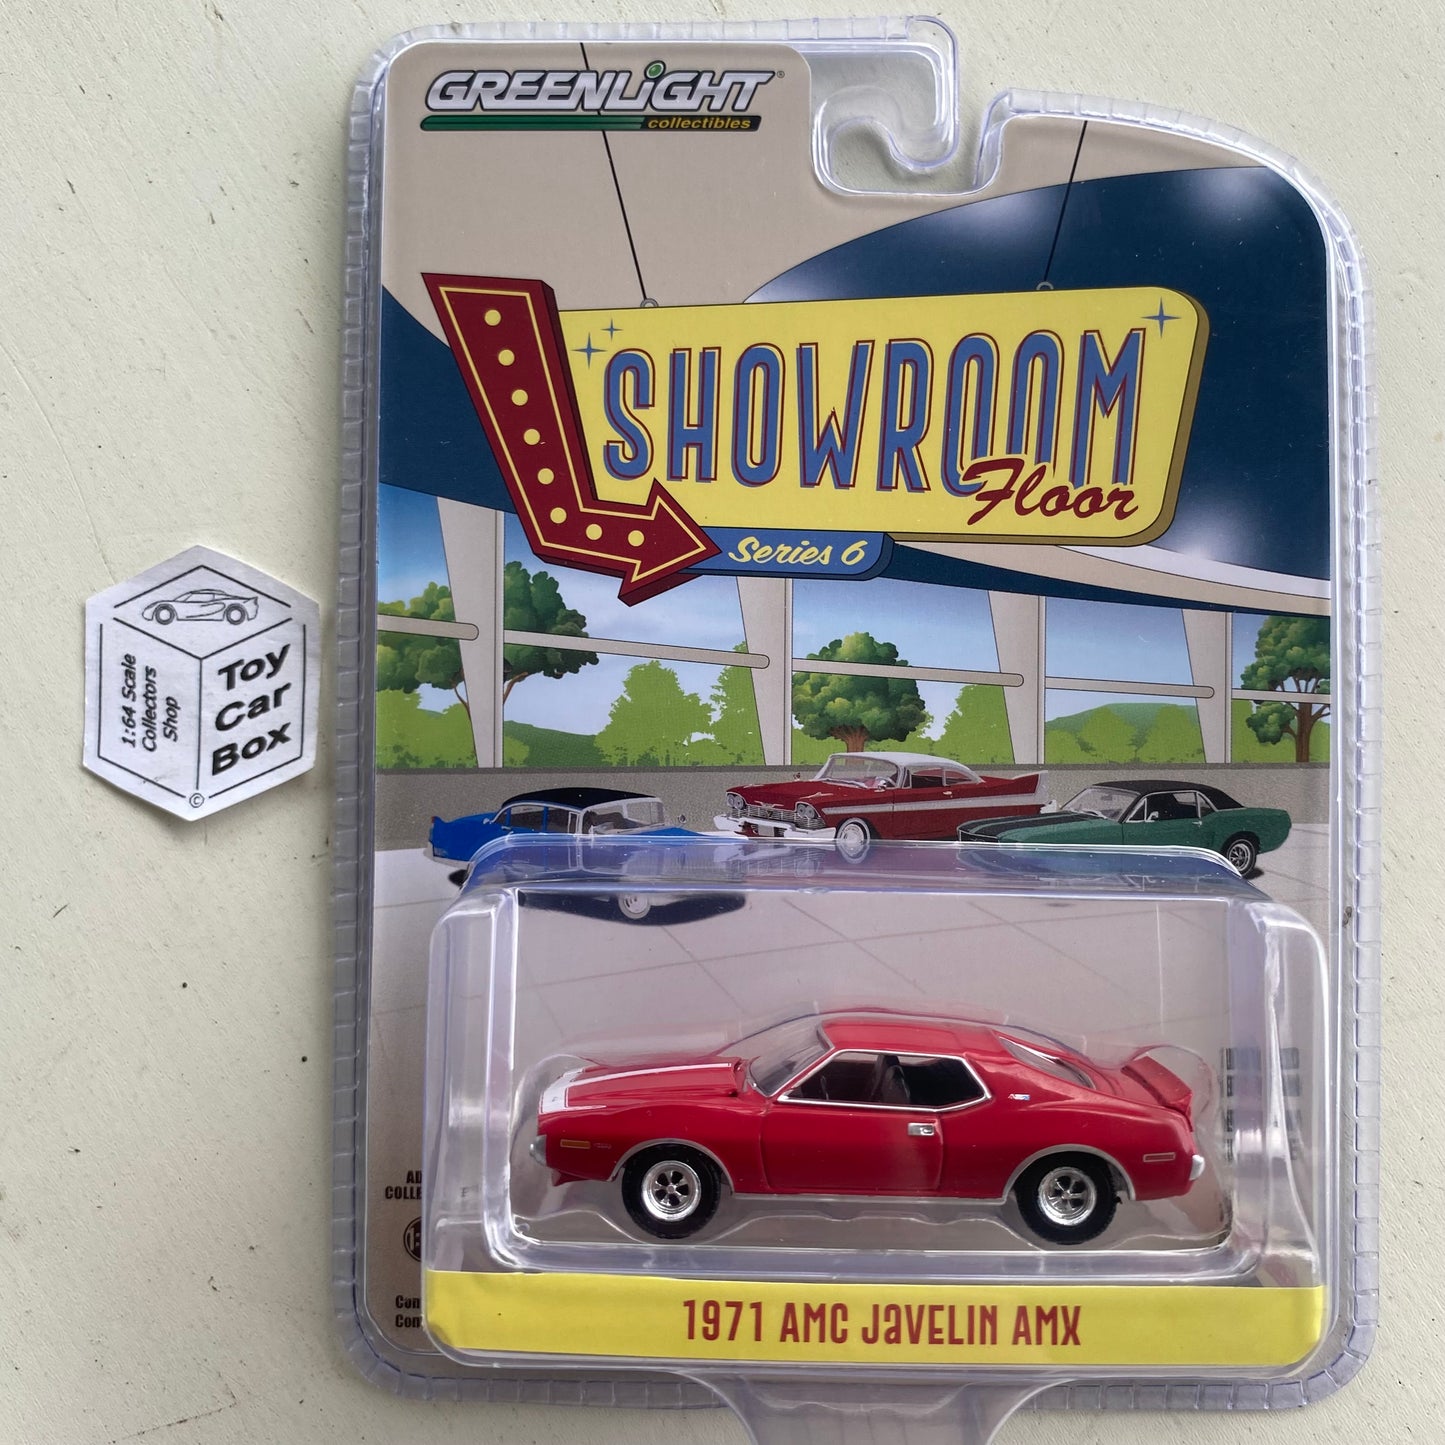 GREENLiGHT®
collectibles
SHOWROOM
Floor
Series 6
1:64 Scale
Collectors
Shop
Toy
Car
Box
©
1971 AMC JAVELIN AMX